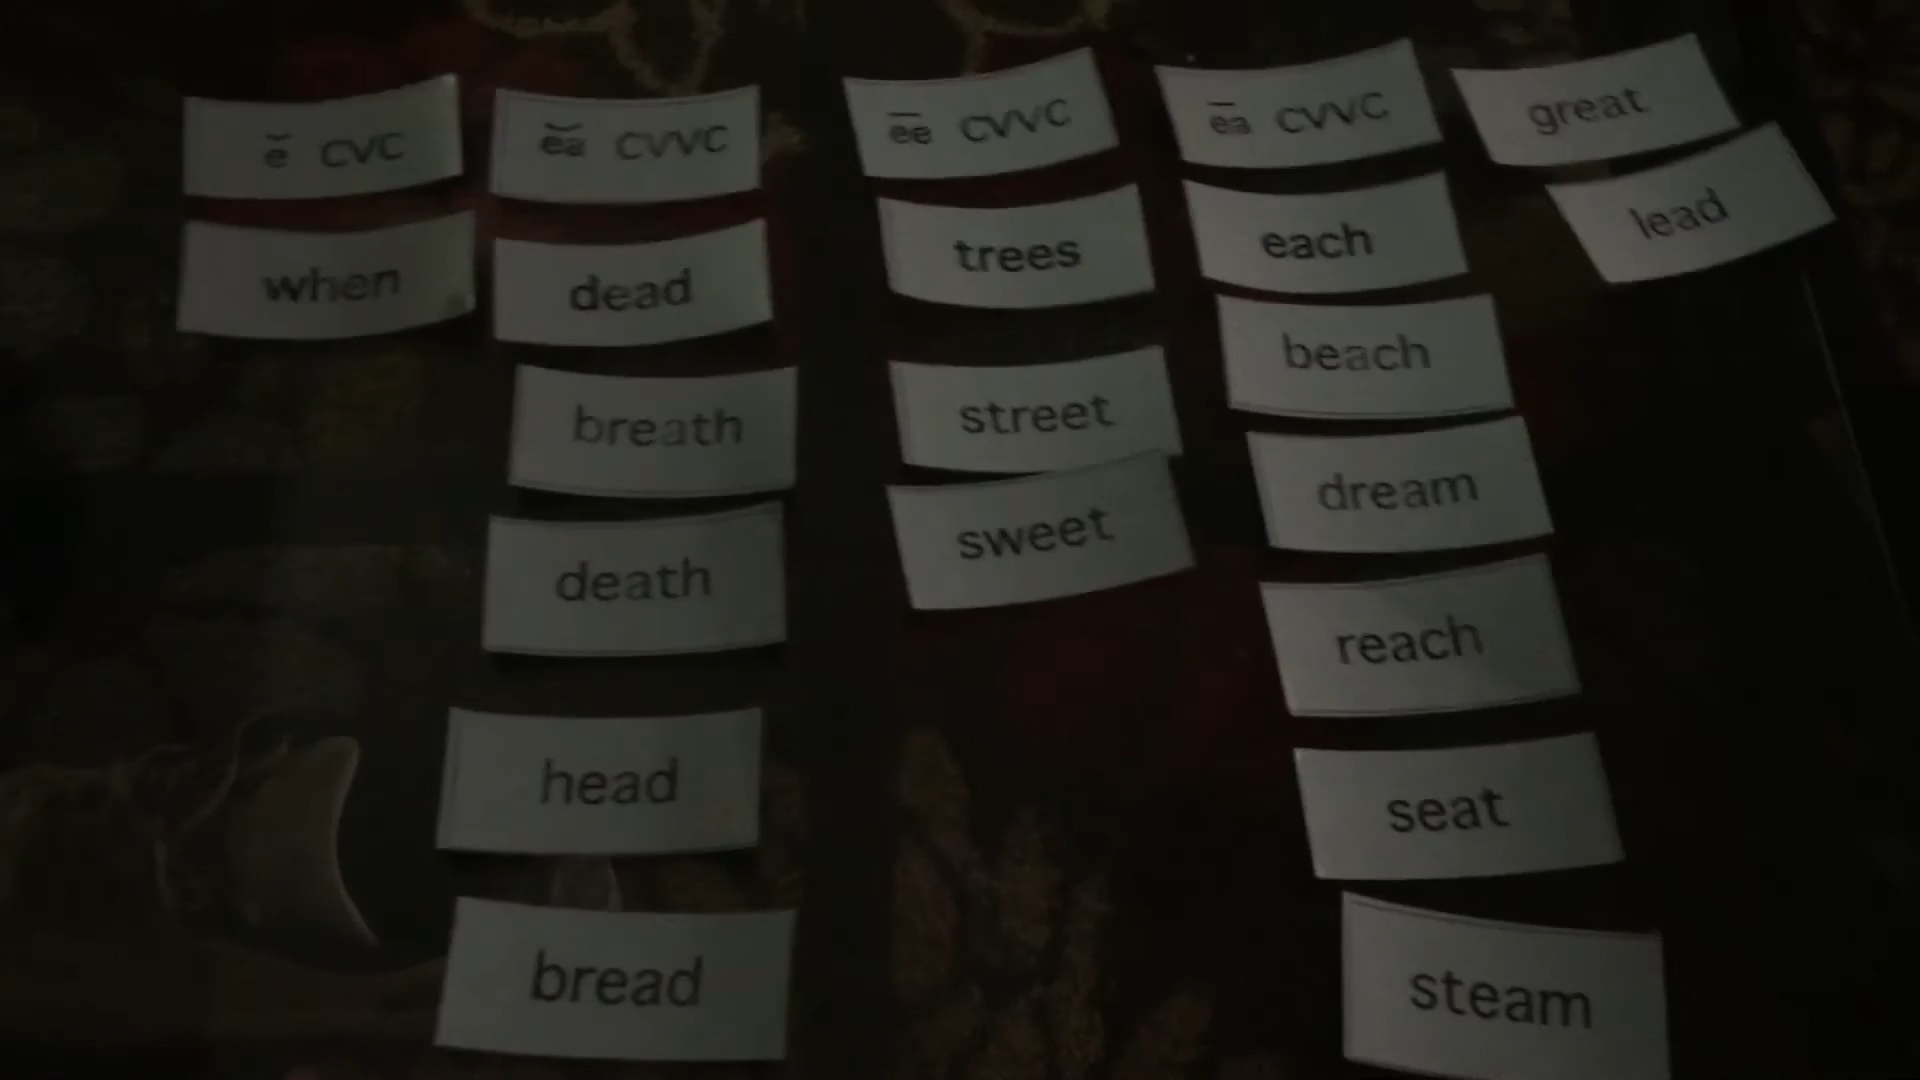 ĕ CVC
when
ĕa CVVC
dead
breath
death
head
bread
ēe CVVC
trees
street
sweet
ēa CVVC
each
beach
dream
reach
seat
steam
great
lead